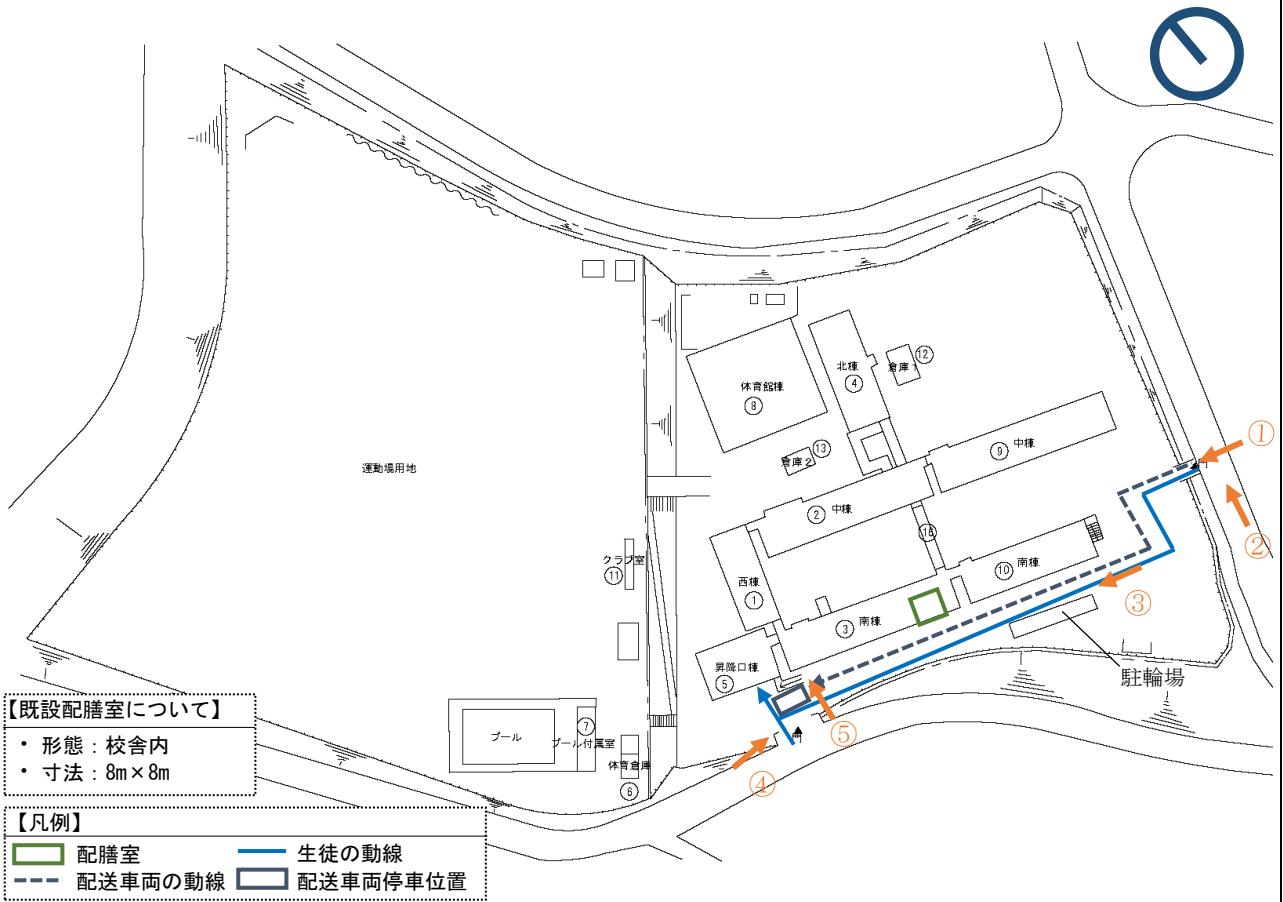 ①
②
③
④
⑤
体育館棟
8
北棟
4
倉庫1
12
倉庫2
13
中棟
9
中棟
2
16
南棟
10
南棟
3
西棟
1
昇降口棟
5
運動場用地
クラブ室
11
プール
7
プール付属室
体育倉庫
6
駐輪場
【既設配膳室について】
・ 形態:校舎内
・ 寸法:8m×8m
【凡例】
配膳室
生徒の動線
配送車両の動線
配送車両停車位置